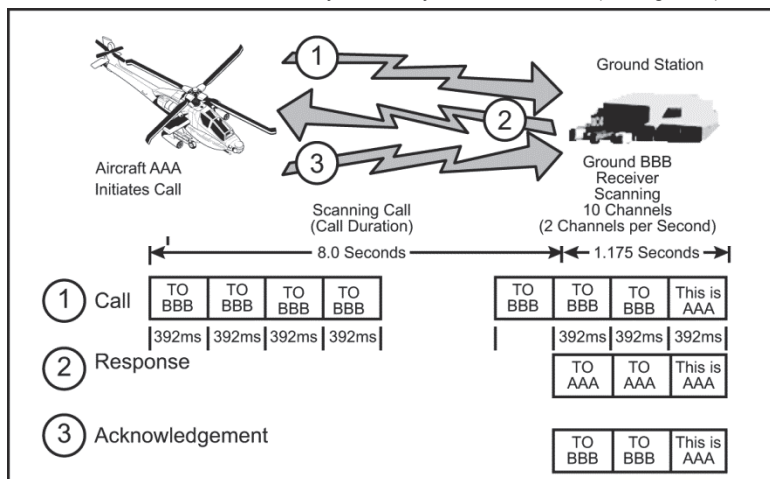 1
Ground Station
2
3
Aircraft AAA
Initiates Call
Ground BBB
Receiver
Scanning
10 Channels
(2 Channels per Second)
Scanning Call
(Call Duration)
8.0 Seconds
1.175 Seconds
1 Call
TO BBB
TO BBB
TO BBB
TO BBB
TO BBB
TO BBB
TO BBB
This is AAA
392ms 392ms 392ms 392ms 392ms 392ms 392ms
2 Response
TO AAA
TO AAA
This is AAA
3 Acknowledgement
TO BBB
TO BBB
This is AAA